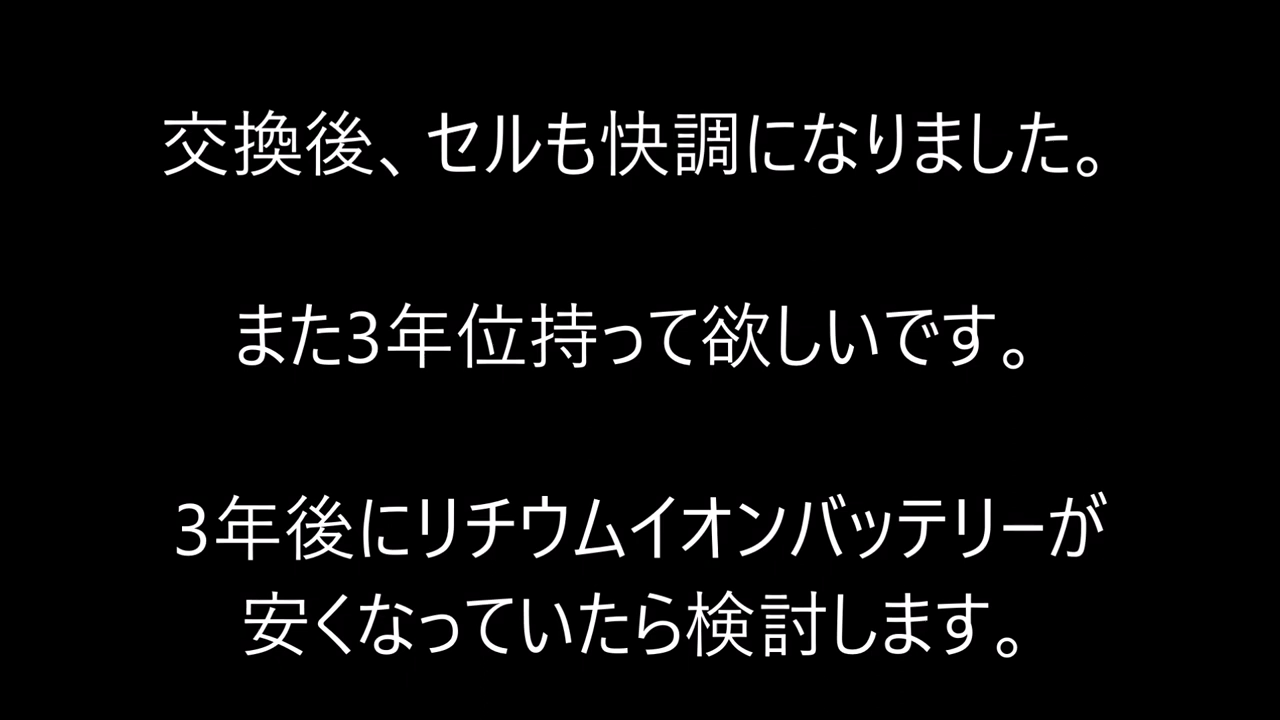 交換後、セルも快調になりました。
また3年位持って欲しいです。
3年後にリチウムイオンバッテリーが
安くなっていたら検討します。